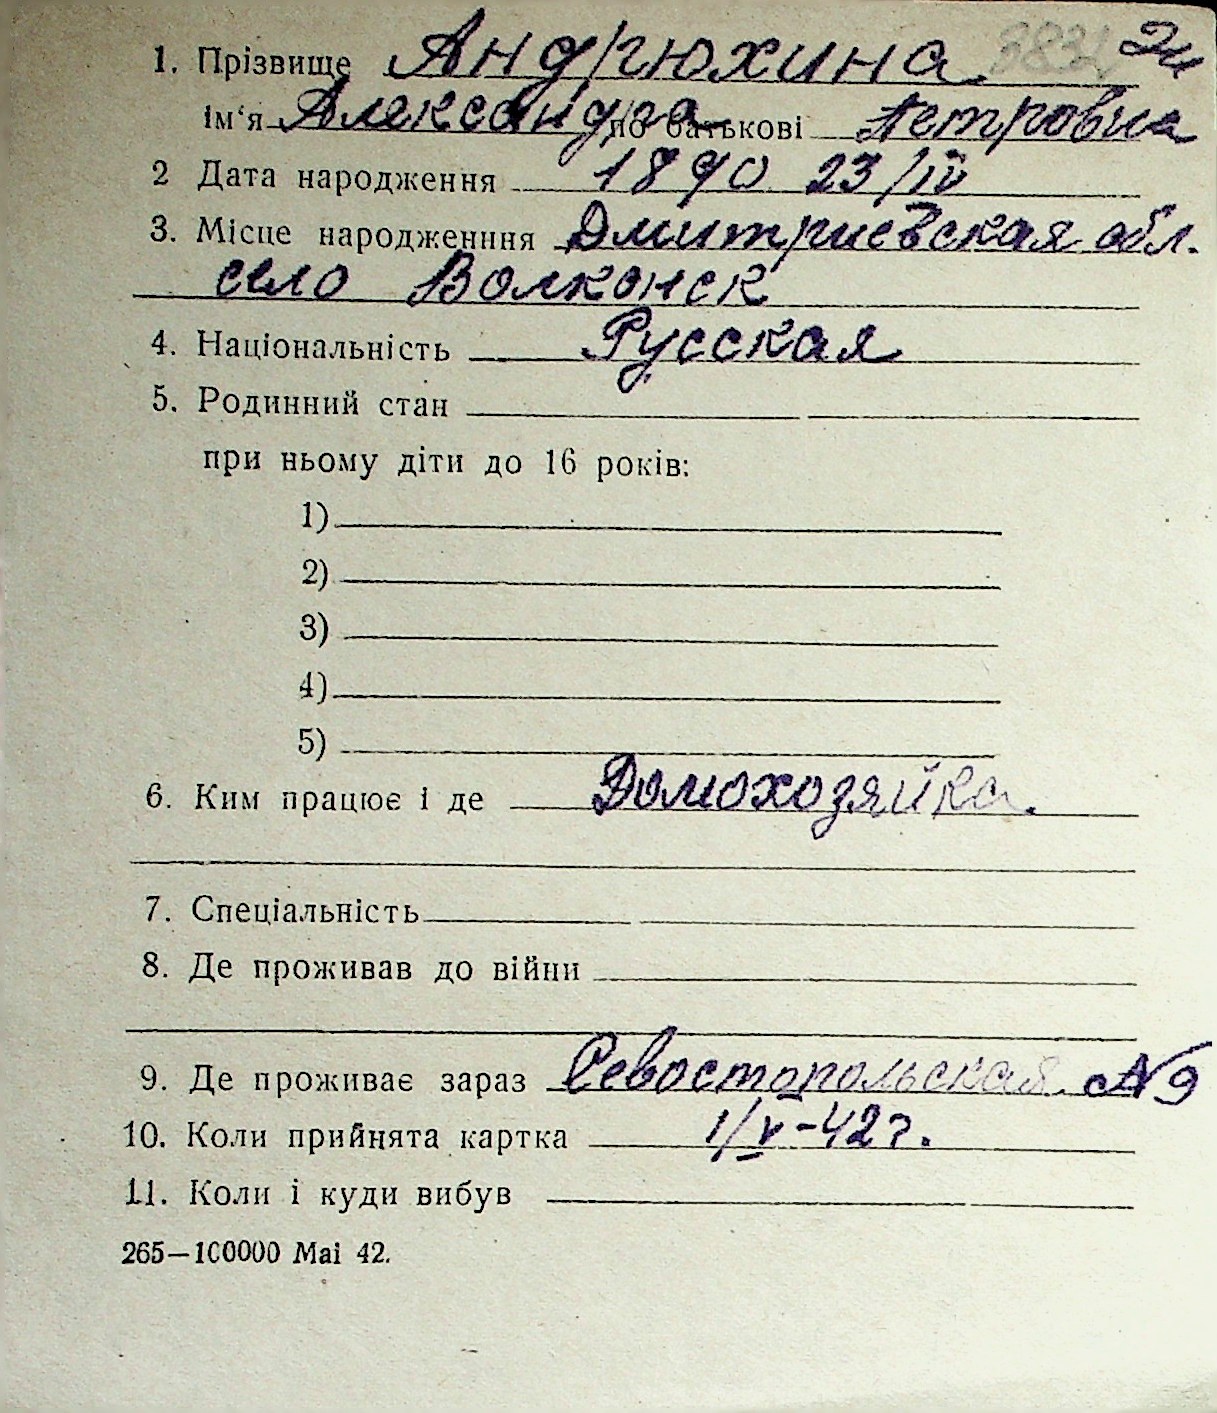 1. Прізвище Андрюхина
ім'я Александра по батькові Петровна
2 Дата народження 1890 23/IV
3. Місце народженння Дмитриевская обл.
село Волконск
4. Національність Русская
5. Родинний стан
при ньому діти до 16 років:
1)
2)
3)
4)
5)
6. Ким працює і де Домохозяйка.
7. Спеціальність
8. Де проживав до війни
9. Де проживає зараз Севостопольская №9
10. Коли прийнята картка 1/V-42г.
11. Коли і куди вибув
265—100000 Mai 42.